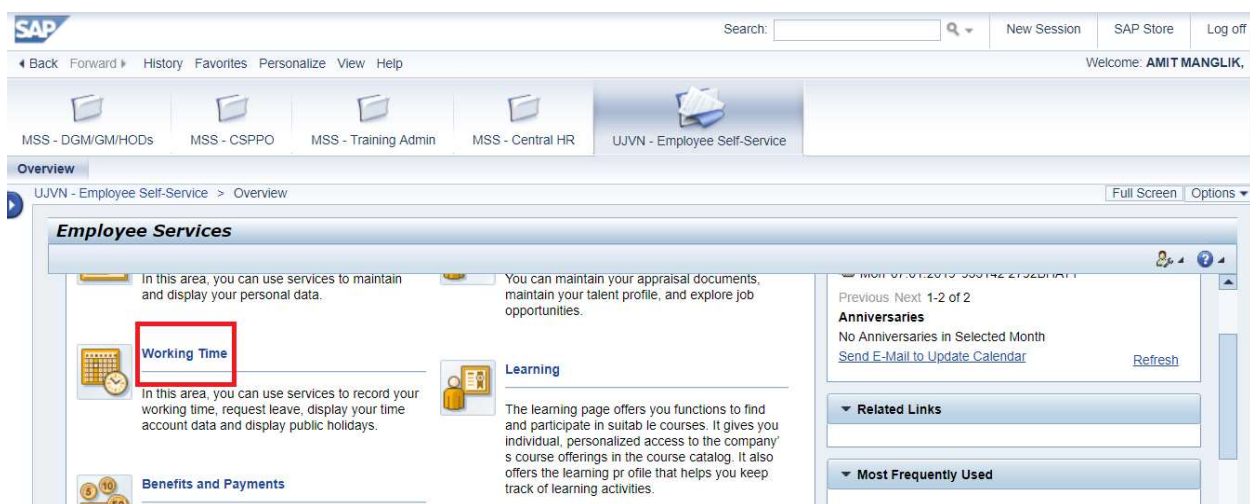 SAP
Search:
New Session
SAP Store
Log off
Back Forward History Favorites Personalize View Help
Welcome: AMIT MANGLIK,
MSS - DGM/GM/HODs
MSS - CSPPO
MSS - Training Admin
MSS - Central HR
UJVN - Employee Self-Service
Overview
UJVN - Employee Self-Service > Overview
Full Screen
Options
Employee Services
In this area, you can use services to maintain
and display your personal data.
Working Time
In this area, you can use services to record your
working time, request leave, display your time
account data and display public holidays.
Benefits and Payments
You can maintain your appraisal documents,
maintain your talent profile, and explore job
opportunities.
Learning
The learning page offers you functions to find
and participate in suitab le courses. It gives you
individual, personalized access to the company'
s course offerings in the course catalog. It also
offers the learning pr ofile that helps you keep
track of learning activities.
Previous Next 1-2 of 2
Anniversaries
No Anniversaries in Selected Month
Send E-Mail to Update Calendar
Refresh
Related Links
Most Frequently Used